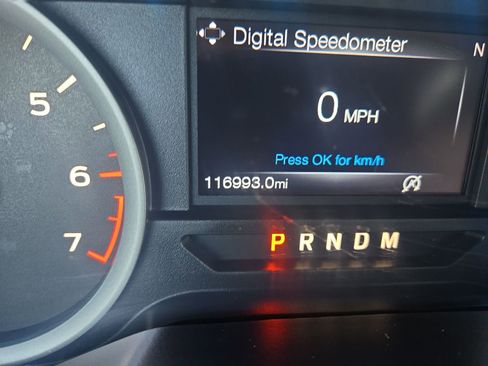 Digital Speedometer
N
0 MPH
Press OK for km/h
116993.0mi
P R N D M
5
6
7